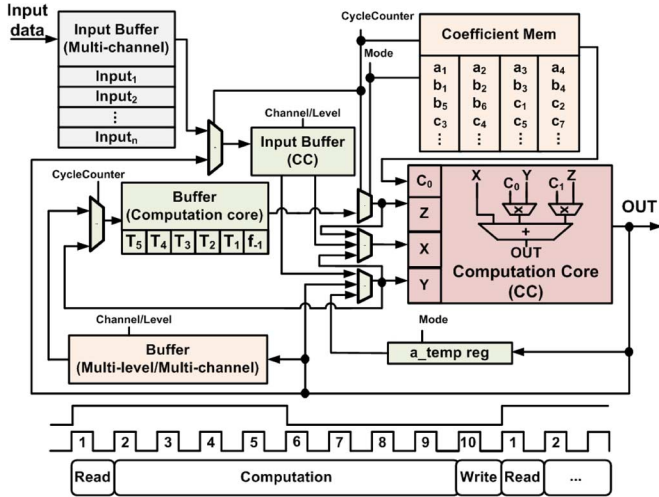 Input
data
Input Buffer
(Multi-channel)
Input1
Input2
⋮
Inputn
CycleCounter
Mode
Coefficient Mem
a1 a2 a3 a4
b1 b2 b3 b4
b5 b6 c1 c2
c3 c4 c5 c7
⋮ ⋮ ⋮ ⋮
Channel/Level
Input Buffer
(CC)
CycleCounter
Buffer
(Computation core)
T5 T4 T3 T2 T1 f-1
C0
Z
X
Y
X C0 Y C1 Z
× ×
+
OUT
Computation Core
(CC)
OUT
Channel/Level
Buffer
(Multi-level/Multi-channel)
Mode
a_temp reg
1 2 3 4 5 6 7 8 9 10 1 2
Read Computation Write Read ...